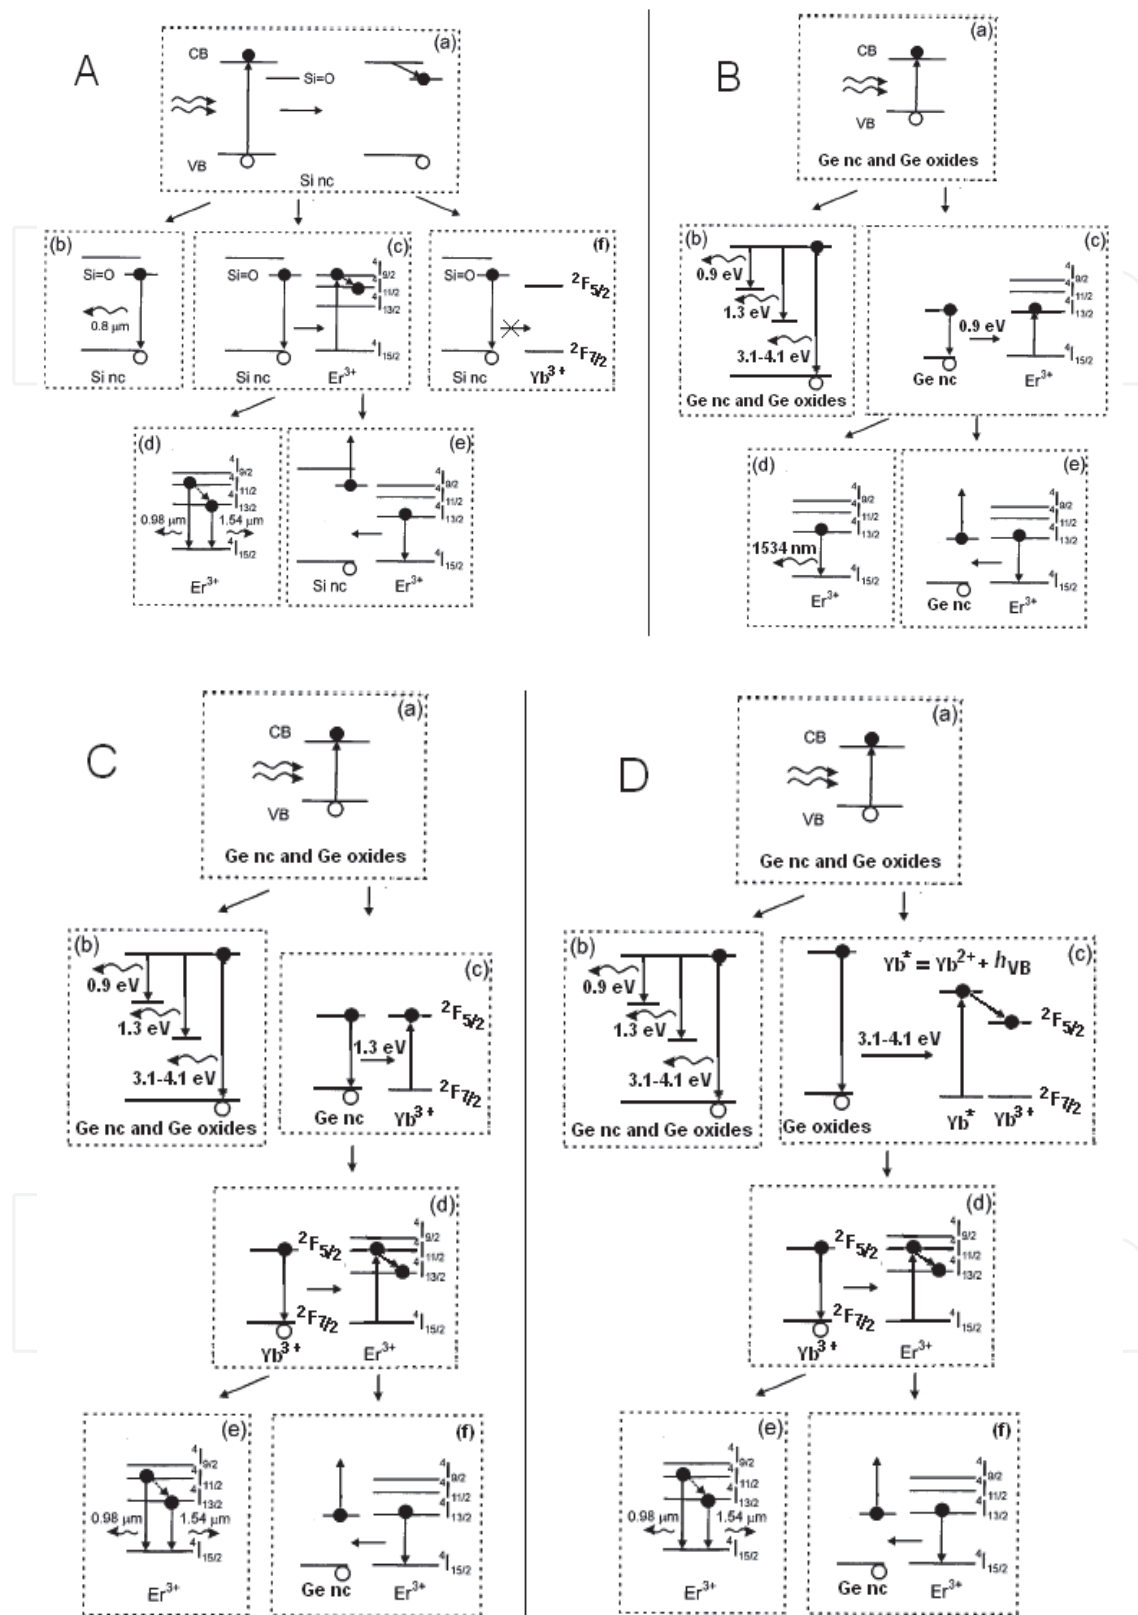 A
(a)
CB
Si=O
VB
Si nc
(b)
Si=O
0.8 μm
Si nc
(c)
Si=O
Si nc
⁴I₉/₂
⁴I₁₁/₂
⁴I₁₃/₂
⁴I₁₅/₂
Er³⁺
(f)
Si=O
²F₅/₂
²F₇/₂
Si nc
Yb³⁺
(d)
⁴I₉/₂
⁴I₁₁/₂
⁴I₁₃/₂
0.98 μm
1.54 μm
⁴I₁₅/₂
Er³⁺
(e)
⁴I₉/₂
⁴I₁₁/₂
⁴I₁₃/₂
⁴I₁₅/₂
Si nc
Er³⁺
B
(a)
CB
VB
Ge nc and Ge oxides
(b)
0.9 eV
1.3 eV
3.1-4.1 eV
Ge nc and Ge oxides
(c)
⁴I₉/₂
⁴I₁₁/₂
⁴I₁₃/₂
0.9 eV
⁴I₁₅/₂
Ge nc
Er³⁺
(d)
⁴I₉/₂
⁴I₁₁/₂
⁴I₁₃/₂
1534 nm
⁴I₁₅/₂
Er³⁺
(e)
⁴I₉/₂
⁴I₁₁/₂
⁴I₁₃/₂
⁴I₁₅/₂
Ge nc
Er³⁺
C
(a)
CB
VB
Ge nc and Ge oxides
(b)
0.9 eV
1.3 eV
3.1-4.1 eV
Ge nc and Ge oxides
(c)
²F₅/₂
1.3 eV
²F₇/₂
Ge nc
Yb³⁺
(d)
²F₅/₂
²F₇/₂
Yb³⁺
⁴I₉/₂
⁴I₁₁/₂
⁴I₁₃/₂
⁴I₁₅/₂
Er³⁺
(e)
⁴I₉/₂
⁴I₁₁/₂
⁴I₁₃/₂
0.98 μm
1.54 μm
⁴I₁₅/₂
Er³⁺
(f)
⁴I₉/₂
⁴I₁₁/₂
⁴I₁₃/₂
⁴I₁₅/₂
Ge nc
Er³⁺
D
(a)
CB
VB
Ge nc and Ge oxides
(b)
0.9 eV
1.3 eV
3.1-4.1 eV
Ge nc and Ge oxides
(c)
Yb* = Yb²⁺ + h_VB
3.1-4.1 eV
²F₅/₂
²F₇/₂
Ge oxides
Yb*
Yb³⁺
(d)
²F₅/₂
²F₇/₂
Yb³⁺
⁴I₉/₂
⁴I₁₁/₂
⁴I₁₃/₂
⁴I₁₅/₂
Er³⁺
(e)
⁴I₉/₂
⁴I₁₁/₂
⁴I₁₃/₂
0.98 μm
1.54 μm
⁴I₁₅/₂
Er³⁺
(f)
⁴I₉/₂
⁴I₁₁/₂
⁴I₁₃/₂
⁴I₁₅/₂
Ge nc
Er³⁺